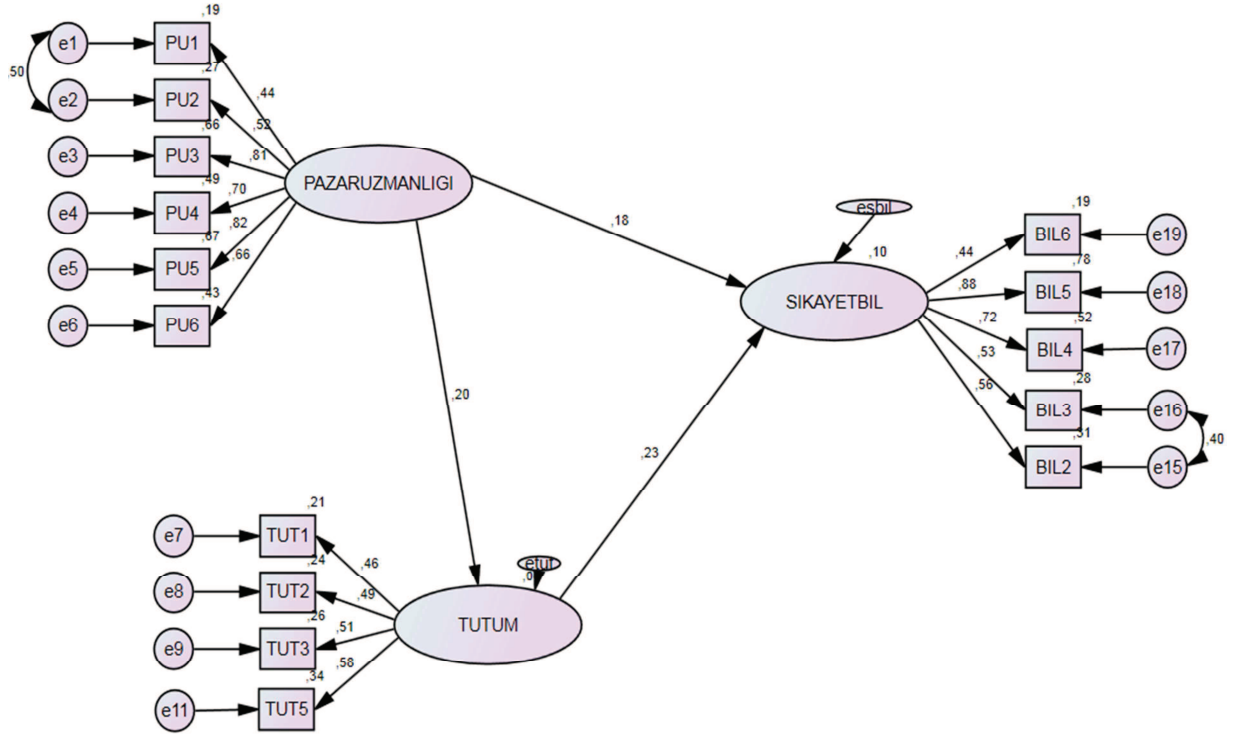 ,19
e1
PU1
,50
,27
,44
e2
PU2
,66
,52
e3
PU3
,81
,49
PAZARUZMANLIGI
e4
PU4
,70
,67
,82
e5
PU5
,66
,43
e6
PU6
,18
,20
,23
esbil
,10
SIKAYETBIL
,19
BIL6
e19
,44
,78
,88
BIL5
e18
,72
,52
BIL4
e17
,53
,28
,56
BIL3
e16
,31
,40
BIL2
e15
,21
e7
TUT1
,24
,46
e8
TUT2
,49
,26
etut
e9
TUT3
,51
TUTUM
,34
,58
e11
TUT5